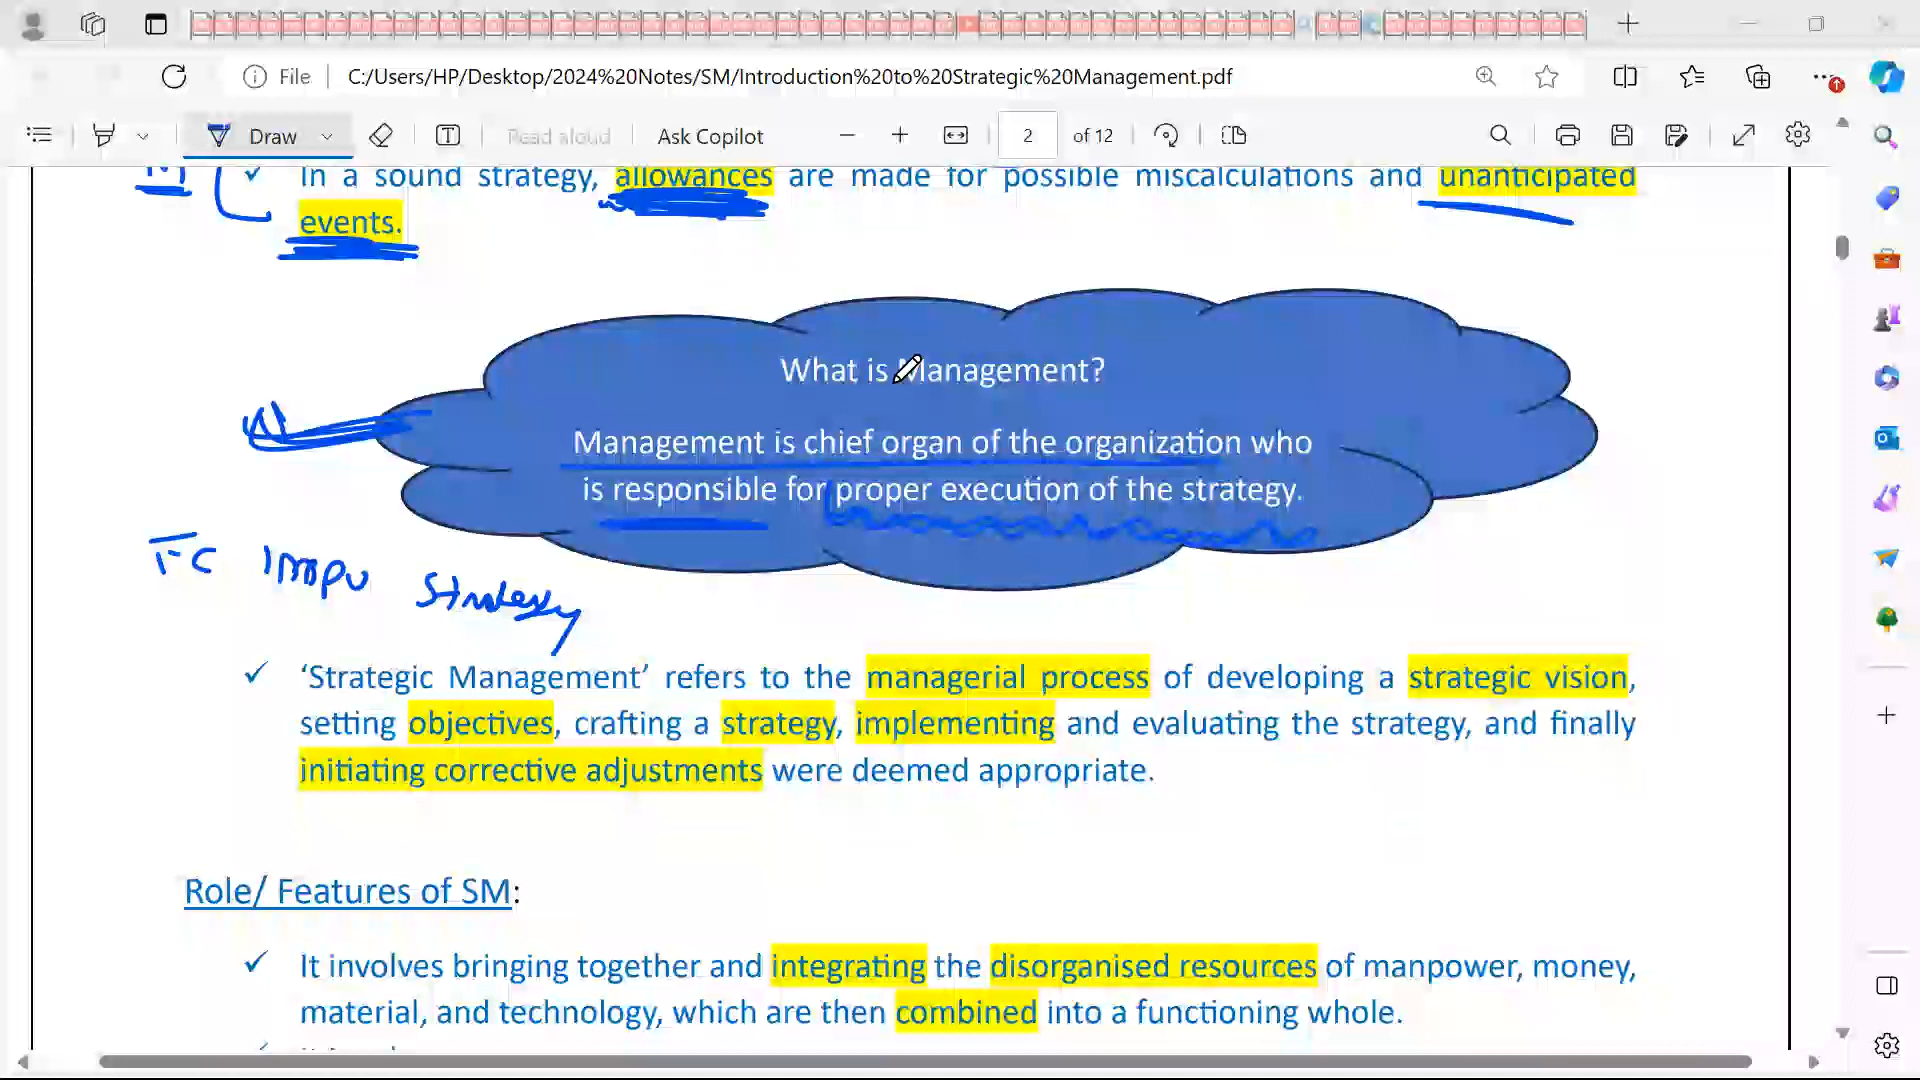 File
C:/Users/HP/Desktop/2024%20Notes/SM/Introduction%20to%20Strategic%20Management.pdf
Draw
Read aloud
Ask Copilot
2
of 12
In a sound strategy, allowances are made for possible miscalculations and unanticipated
events.
What is Management?
Management is chief organ of the organization who
is responsible for proper execution of the strategy.
Strategy
‘Strategic Management’ refers to the managerial process of developing a strategic vision,
setting objectives, crafting a strategy, implementing and evaluating the strategy, and finally
initiating corrective adjustments were deemed appropriate.
Role/ Features of SM:
It involves bringing together and integrating the disorganised resources of manpower, money,
material, and technology, which are then combined into a functioning whole.